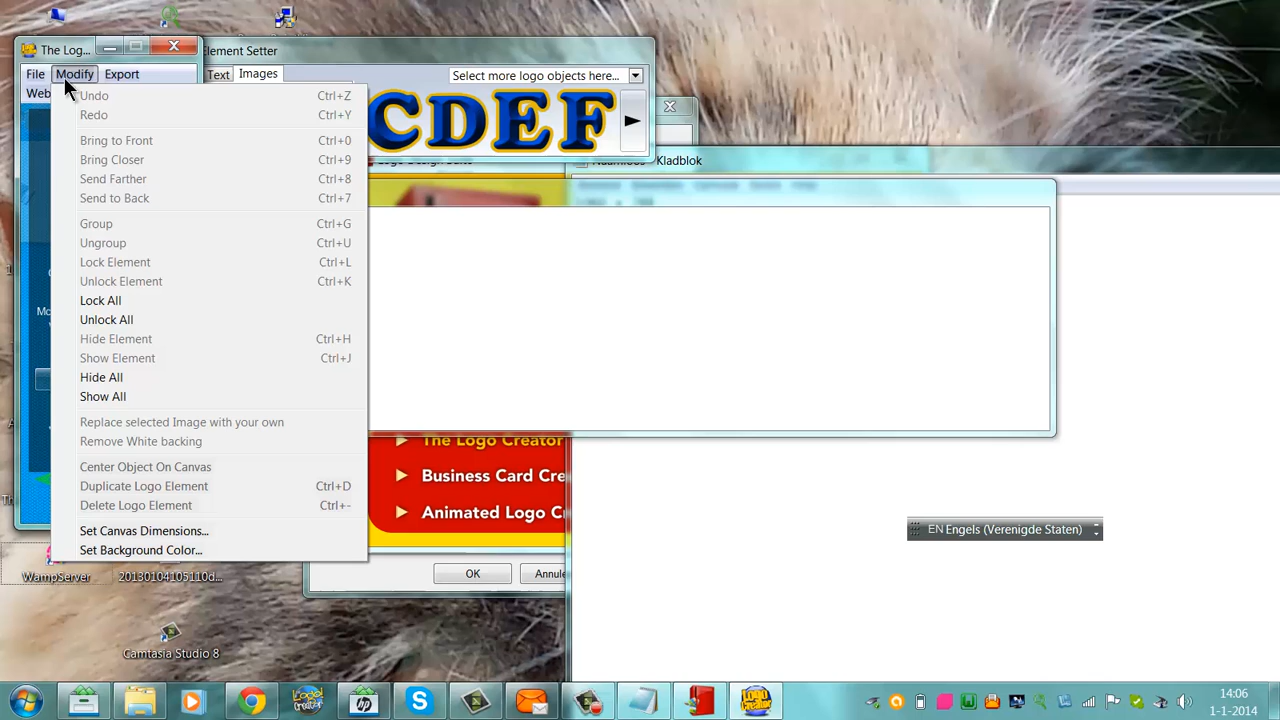 The Log...
Element Setter
File Modify Export
Text Images
Select more logo objects here...
Web
CDEF
Undo Ctrl+Z
Redo Ctrl+Y
Bring to Front Ctrl+0
Bring Closer Ctrl+9
Send Farther Ctrl+8
Send to Back Ctrl+7
Group Ctrl+G
Ungroup Ctrl+U
Lock Element Ctrl+L
Unlock Element Ctrl+K
Lock All
Unlock All
Hide Element Ctrl+H
Show Element Ctrl+J
Hide All
Show All
Replace selected Image with your own
Remove White backing
Center Object On Canvas
Duplicate Logo Element Ctrl+D
Delete Logo Element Ctrl+-
Set Canvas Dimensions...
Set Background Color...
Kladblok
The Logo Creator
Business Card Cre
Animated Logo C
EN Engels (Verenigde Staten)
OK Annule
WampServer 20130104105110d...
Camtasia Studio 8
14:06
1-1-2014